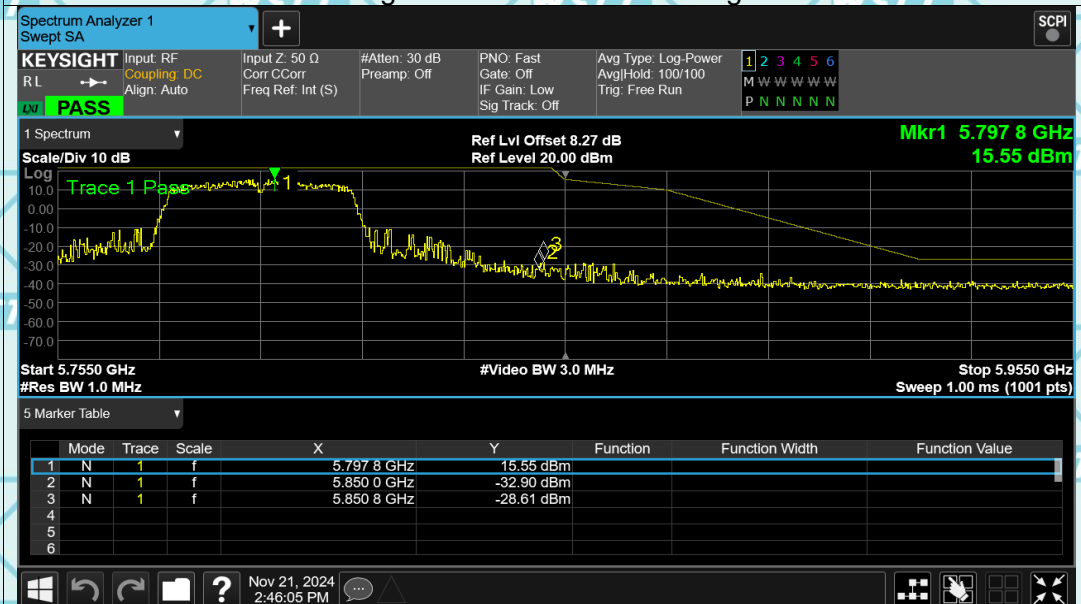 Spectrum Analyzer 1
Swept SA
+
SCPI
KEYSIGHT
RL
LXI PASS
Input: RF
Coupling: DC
Align: Auto
Input Z: 50 Ω
Corr CCorr
Freq Ref: Int (S)
#Atten: 30 dB
Preamp: Off
PNO: Fast
Gate: Off
IF Gain: Low
Sig Track: Off
Avg Type: Log-Power
Avg|Hold: 100/100
Trig: Free Run
1 2 3 4 5 6
M W W W W W
P N N N N N
1 Spectrum
Scale/Div 10 dB
Ref Lvl Offset 8.27 dB
Ref Level 20.00 dBm
Mkr1 5.797 8 GHz
15.55 dBm
Log
Trace 1 Pass
1
2
3
10.0
0.00
-10.0
-20.0
-30.0
-40.0
-50.0
-60.0
-70.0
Start 5.7550 GHz
#Video BW 3.0 MHz
Stop 5.9550 GHz
#Res BW 1.0 MHz
Sweep 1.00 ms (1001 pts)
5 Marker Table
Mode Trace Scale X Y Function Function Width Function Value
1 N 1 f 5.797 8 GHz 15.55 dBm
2 N 1 f 5.850 0 GHz -32.90 dBm
3 N 1 f 5.850 8 GHz -28.61 dBm
4
5
6
?
Nov 21, 2024
2:46:05 PM